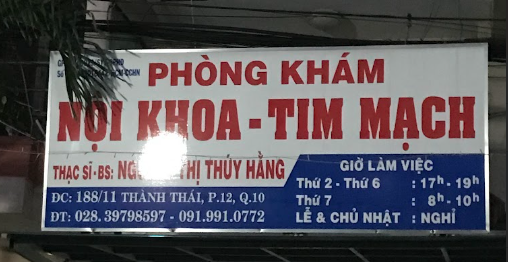 PHÒNG KHÁM
NỘI KHOA - TIM MẠCH
THẠC SĨ - BS: THỊ THÚY HẰNG
ĐC: 188/11 THÀNH THÁI, P.12, Q.10
ĐT: 028.39798597 - 091.991.0772
GIỜ LÀM VIỆC
Thứ 2 - Thứ 6 : 17h - 19h
Thứ 7 : 8h - 10h
LỄ & CHỦ NHẬT : NGHỈ